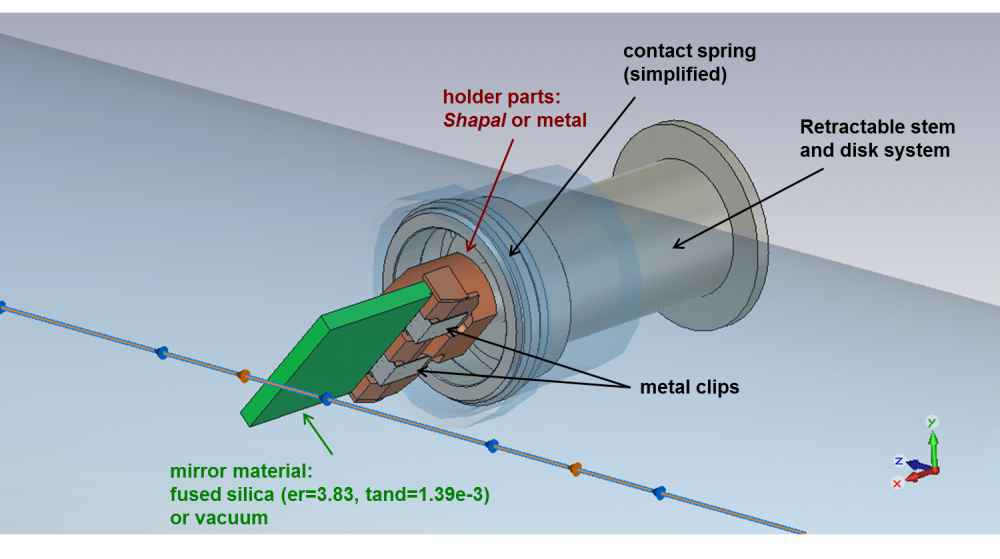 contact spring
(simplified)
holder parts:
Shapal or metal
Retractable stem
and disk system
metal clips
mirror material:
fused silica (er=3.83, tand=1.39e-3)
or vacuum
y
z
x